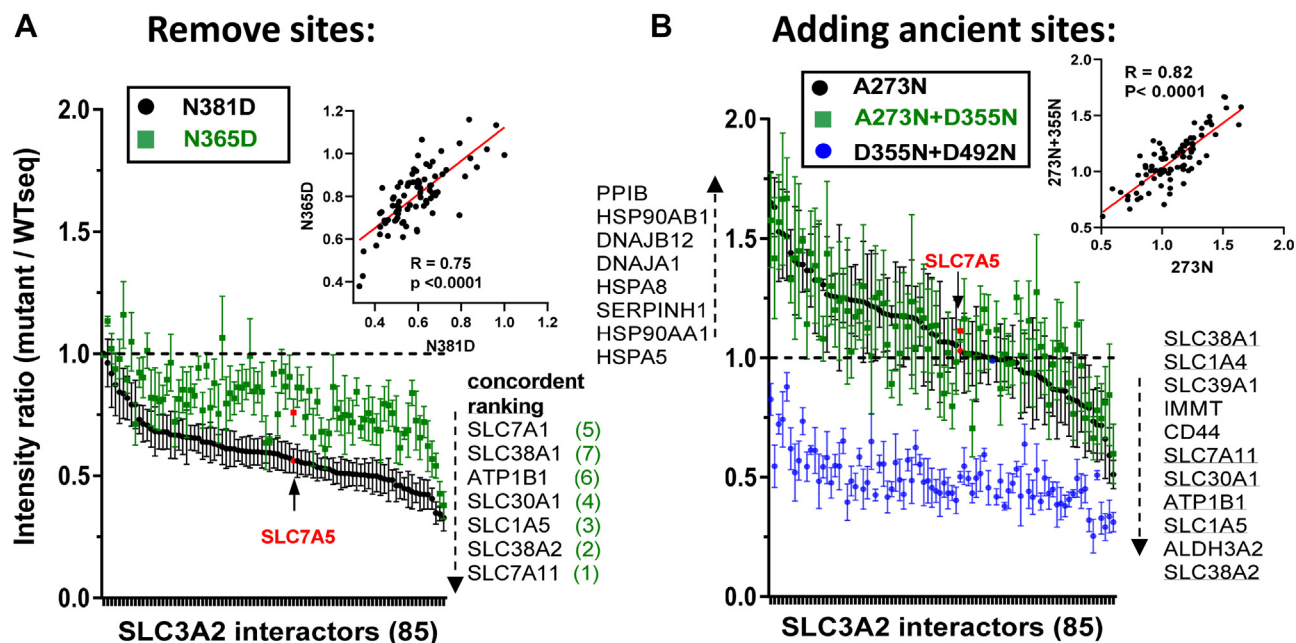 A
Remove sites:
Intensity ratio (mutant / WTseq)
2.0
1.5
1.0
0.5
0.0
N381D
N365D
N365D
1.2
1.0
0.8
0.6
0.4
R = 0.75
p <0.0001
0.4 0.6 0.8 1.0 1.2
N381D
SLC7A5
concordent
ranking
SLC7A1 (5)
SLC38A1 (7)
ATP1B1 (6)
SLC30A1 (4)
SLC1A5 (3)
SLC38A2 (2)
SLC7A11 (1)
SLC3A2 interactors (85)
B
Adding ancient sites:
A273N
A273N+D355N
D355N+D492N
273N+355N
2.0
1.5
1.0
0.5
R = 0.82
P< 0.0001
0.5 1.0 1.5 2.0
273N
PPIB
HSP90AB1
DNAJB12
DNAJA1
HSPA8
SERPINH1
HSP90AA1
HSPA5
2.0
1.5
1.0
0.5
0.0
SLC7A5
SLC38A1
SLC1A4
SLC39A1
IMMT
CD44
SLC7A11
SLC30A1
ATP1B1
SLC1A5
ALDH3A2
SLC38A2
SLC3A2 interactors (85)